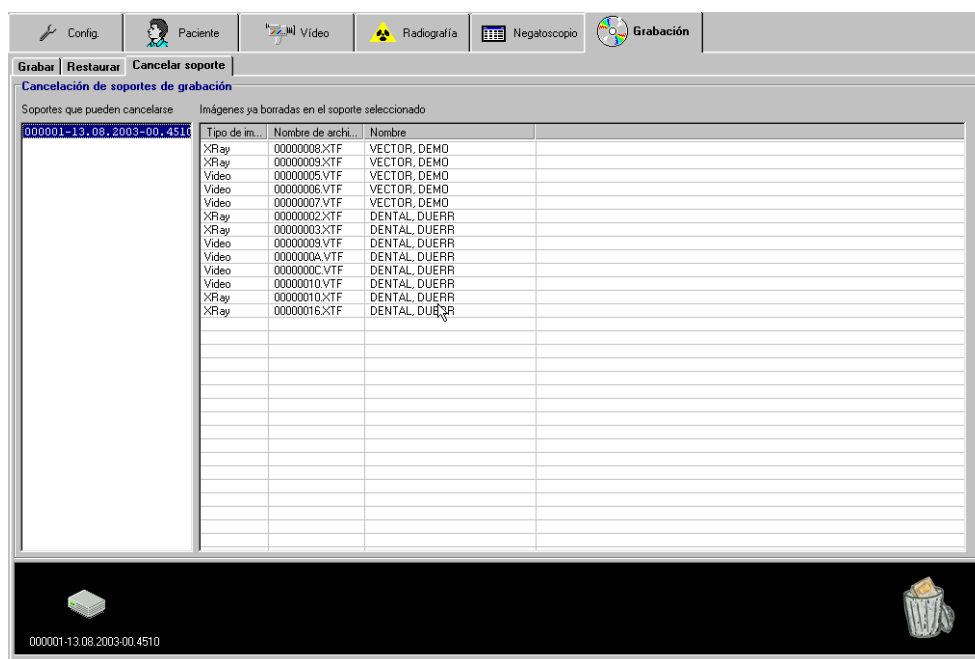 Config. Paciente Vídeo Radiografía Negatoscopio Grabación
Grabar Restaurar Cancelar soporte
Cancelación de soportes de grabación
Soportes que pueden cancelarse Imágenes ya borradas en el soporte seleccionado
000001-13.08.2003-00.4510 Tipo de im... Nombre de archi... Nombre
XRay 00000008.XTF VECTOR, DEMO
XRay 00000009.XTF VECTOR, DEMO
Video 00000005.VTF VECTOR, DEMO
Video 00000006.VTF VECTOR, DEMO
Video 00000007.VTF VECTOR, DEMO
XRay 00000002.XTF DENTAL, DUERR
XRay 00000003.XTF DENTAL, DUERR
Video 00000009.VTF DENTAL, DUERR
Video 0000000A.VTF DENTAL, DUERR
Video 0000000C.VTF DENTAL, DUERR
Video 00000010.VTF DENTAL, DUERR
XRay 00000010.XTF DENTAL, DUERR
XRay 00000016.XTF DENTAL, DUERR
000001-13.08.2003-00.4510